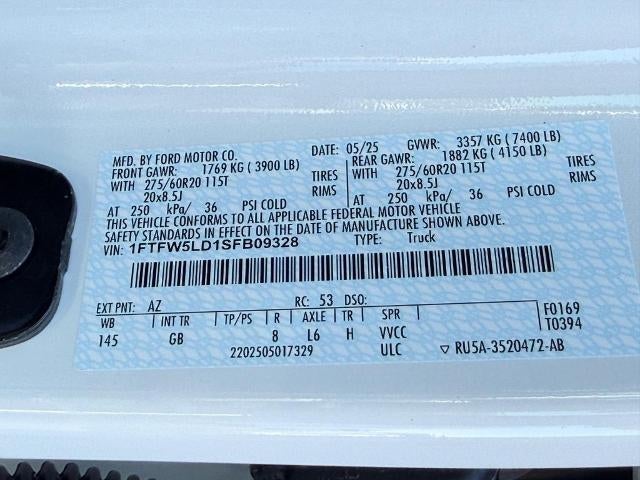 MFD. BY FORD MOTOR CO. DATE: 05/25 GVWR: 3357 KG (7400 LB)
FRONT GAWR: 1769 KG (3900 LB) REAR GAWR: 1882 KG (4150 LB)
WITH 275/60R20 115T TIRES WITH 275/60R20 115T TIRES
20x8.5J RIMS 20x8.5J RIMS
AT 250 kPa/ 36 PSI COLD AT 250 kPa/ 36 PSI COLD
THIS VEHICLE CONFORMS TO ALL APPLICABLE FEDERAL MOTOR VEHICLE
SAFETY STANDARDS IN EFFECT ON THE DATE OF MANUFACTURE SHOWN ABOVE.
VIN: 1FTFW5LD1SFB09328 TYPE: Truck
EXT PNT: AZ RC: 53 DSO: F0169
WB INT TR TP/PS R AXLE TR SPR T0394
145 GB 8 L6 H VVCC
2202505017329 ULC ▽ RU5A-3520472-AB